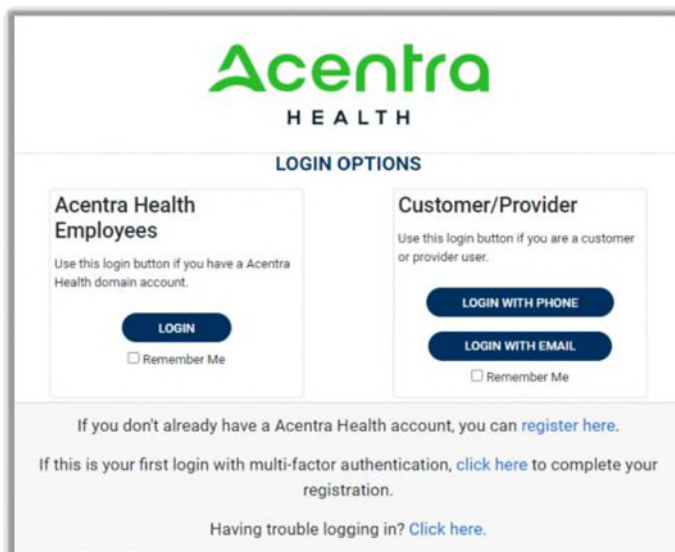 Acentra
HEALTH
LOGIN OPTIONS
Acentra Health
Employees
Use this login button if you have a Acentra
Health domain account.
LOGIN
Remember Me
Customer/Provider
Use this login button if you are a customer
or provider user.
LOGIN WITH PHONE
LOGIN WITH EMAIL
Remember Me
If you don't already have a Acentra Health account, you can register here.
If this is your first login with multi-factor authentication, click here to complete your
registration.
Having trouble logging in? Click here.